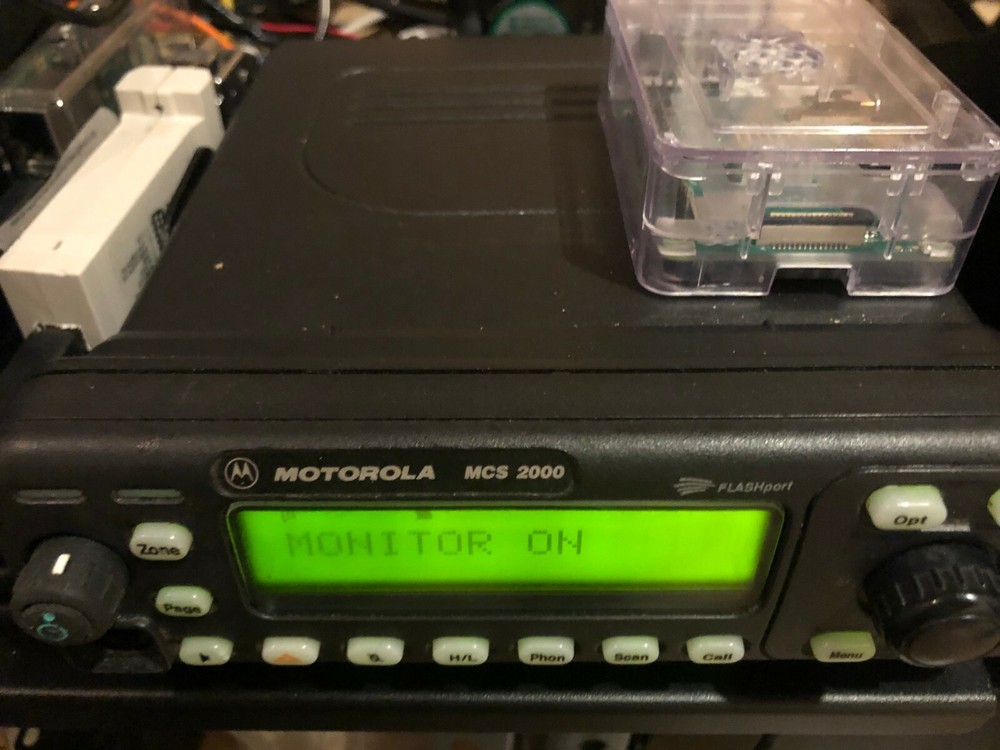 MOTOROLA MCS 2000
FLASHport
MONITOR ON
Zone
Page
H/L
Phon
Scan
Call
Opt
Menu